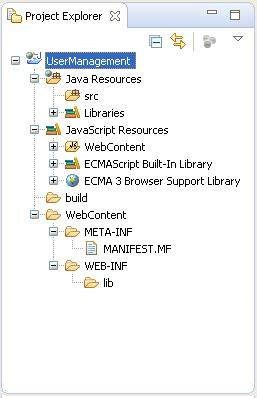 Project Explorer
UserManagement
Java Resources
src
Libraries
JavaScript Resources
WebContent
ECMAScript Built-In Library
ECMA 3 Browser Support Library
build
WebContent
META-INF
MANIFEST.MF
WEB-INF
lib